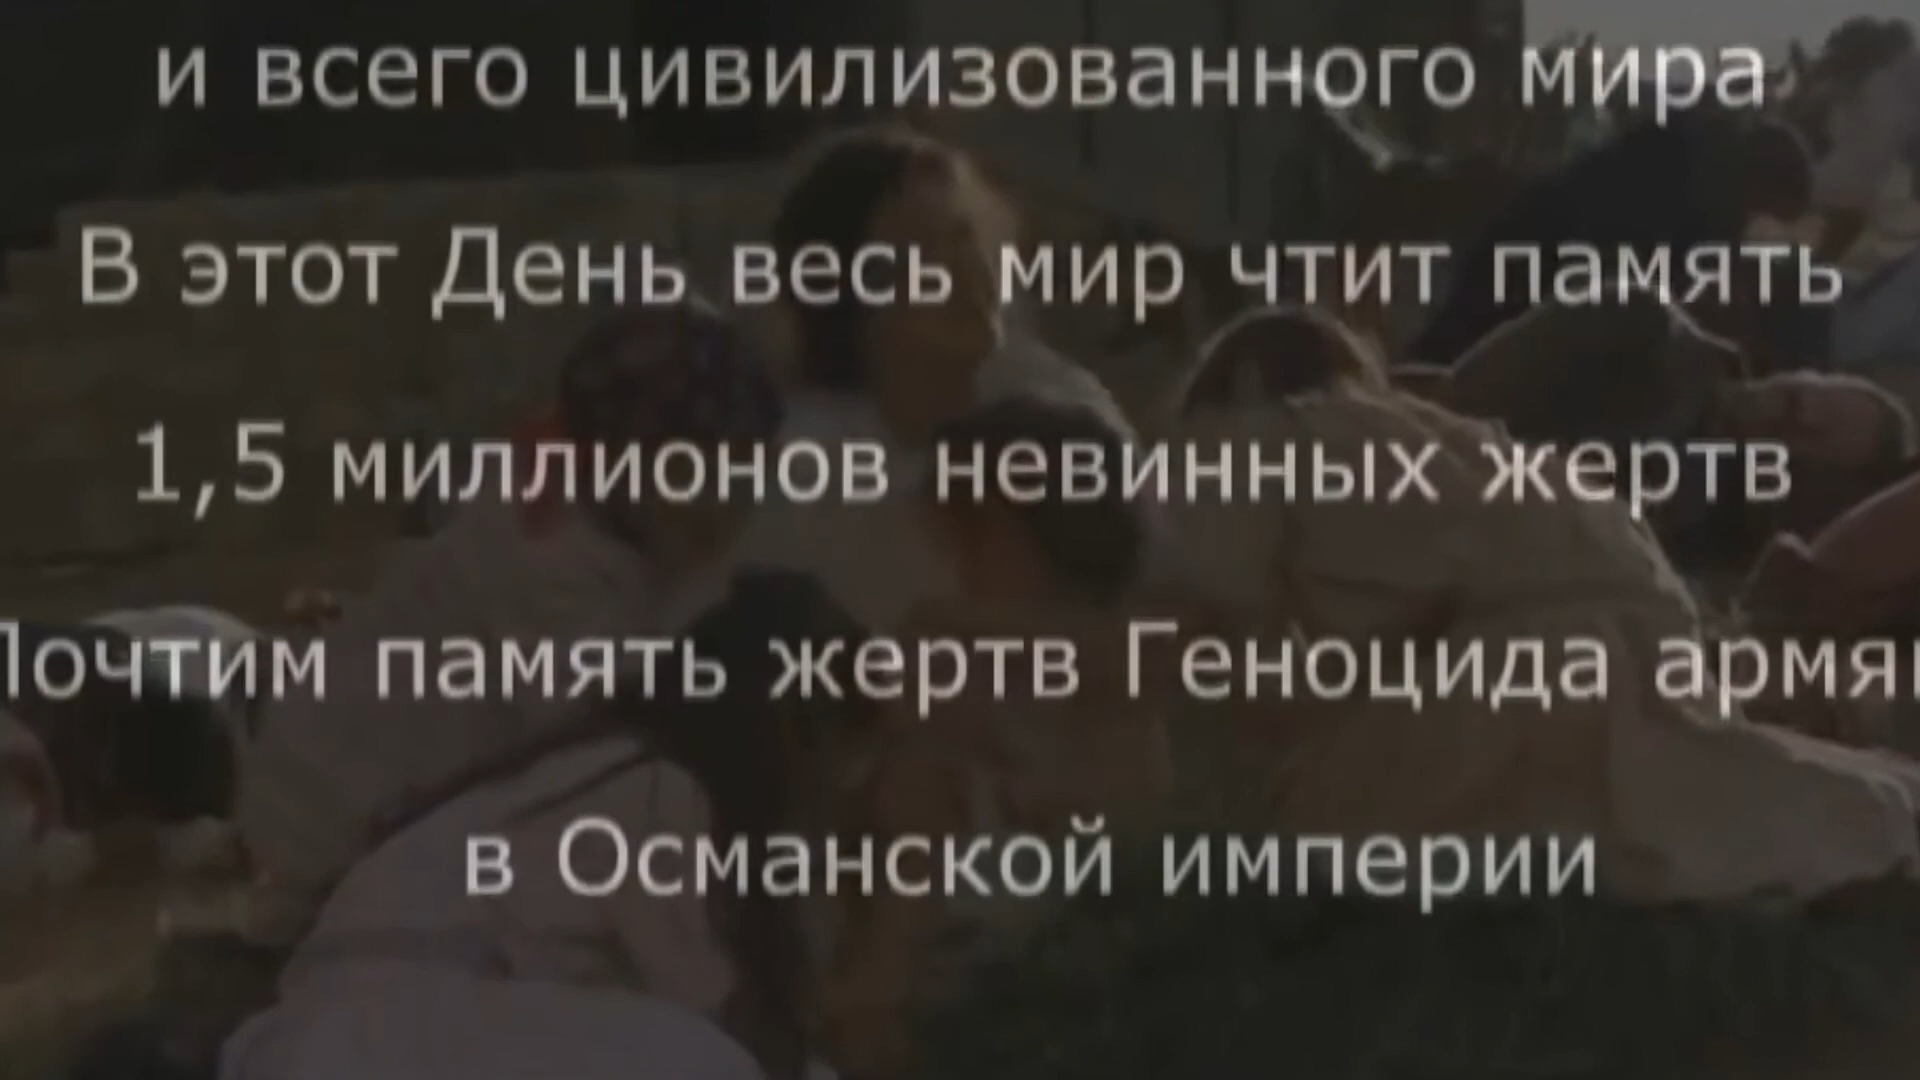 и всего цивилизованного мира
В этот День весь мир чтит память
1,5 миллионов невинных жертв
Почтим память жертв Геноцида армя
в Османской империи